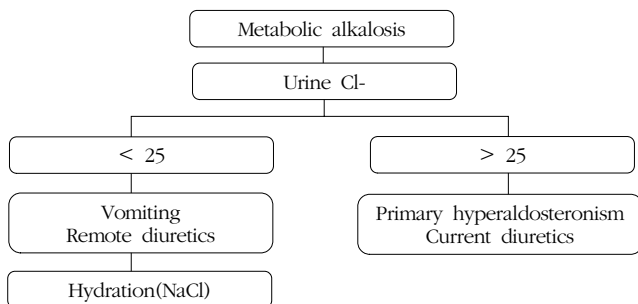 Metabolic alkalosis
Urine Cl-
< 25
> 25
Vomiting
Remote diuretics
Primary hyperaldosteronism
Current diuretics
Hydration(NaCl)